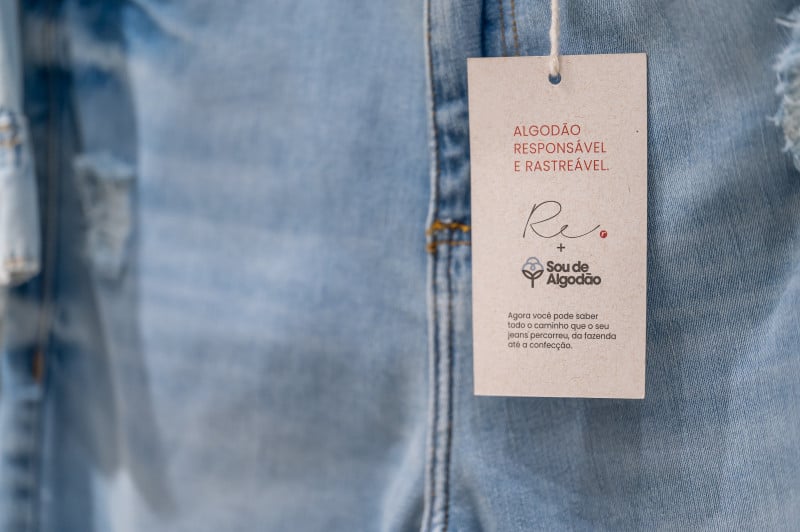 ALGODÃO
RESPONSÁVEL
E RASTREÁVEL.
Re.
+
Sou de
Algodão
Agora você pode saber
todo o caminho que o seu
jeans percorreu, da fazenda
até a confecção.